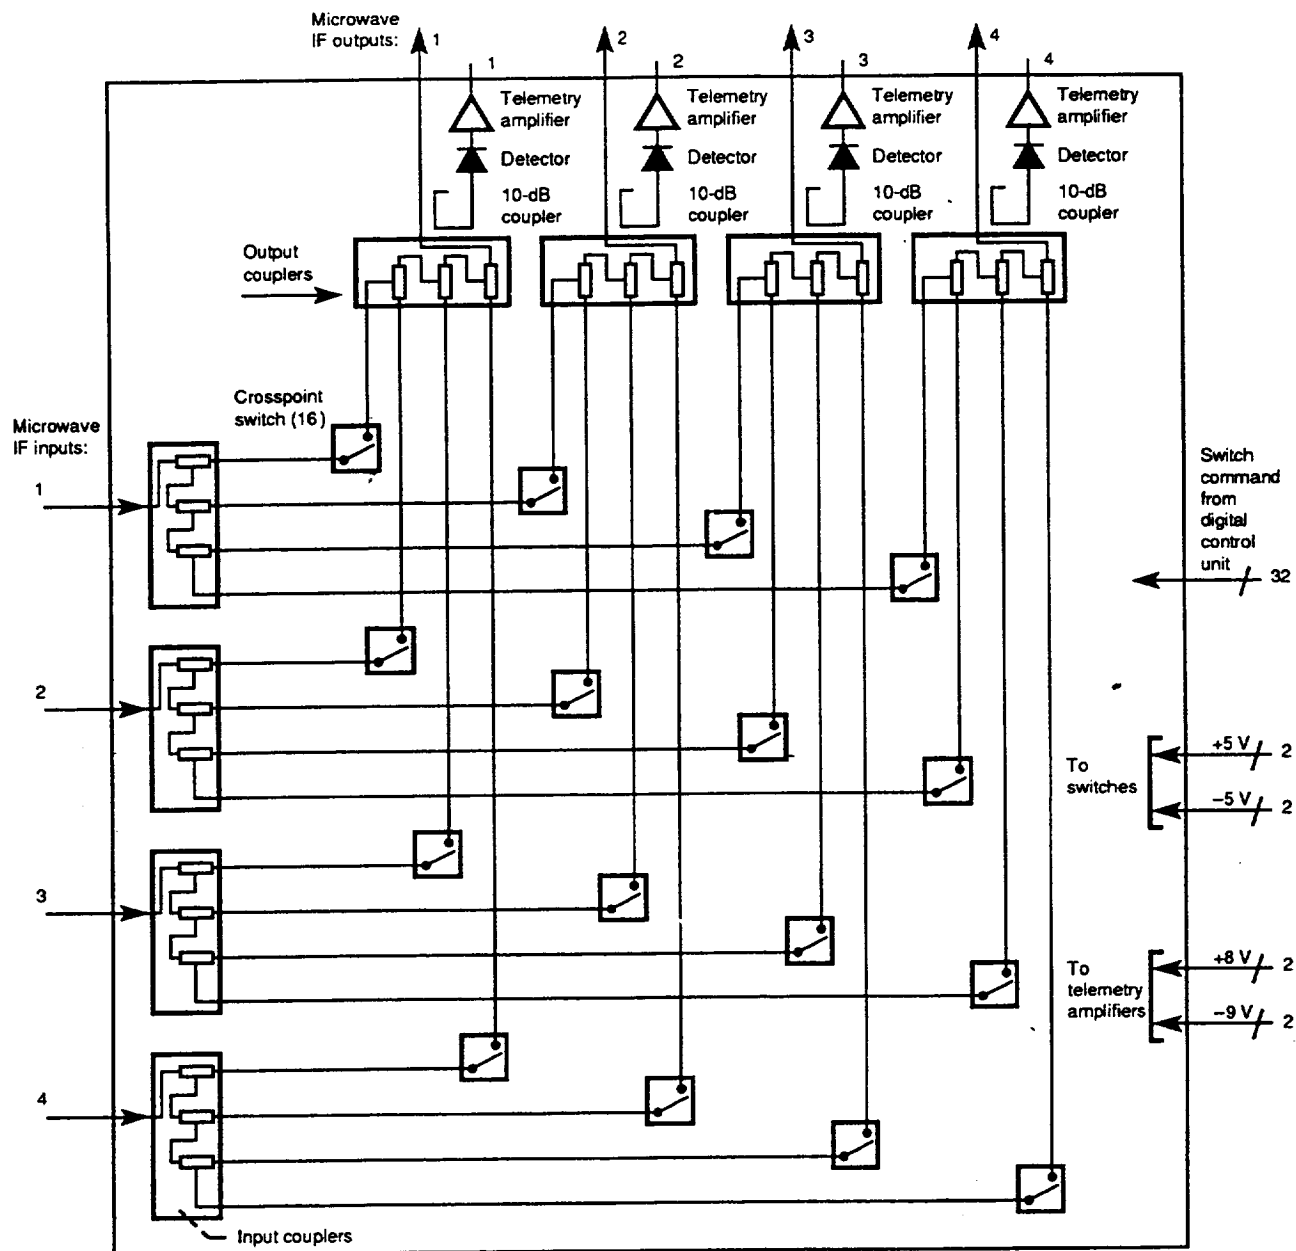 Microwave
IF outputs:
1
2
3
4
1
2
3
4
Telemetry
amplifier
Telemetry
amplifier
Telemetry
amplifier
Telemetry
amplifier
Detector
Detector
Detector
Detector
10-dB
coupler
10-dB
coupler
10-dB
coupler
10-dB
coupler
Output
couplers
Crosspoint
switch (16)
Microwave
IF inputs:
1
2
3
4
Switch
command
from
digital
control
unit
32
To
switches
+5 V
2
−5 V
2
To
telemetry
amplifiers
+8 V
2
−9 V
2
Input couplers